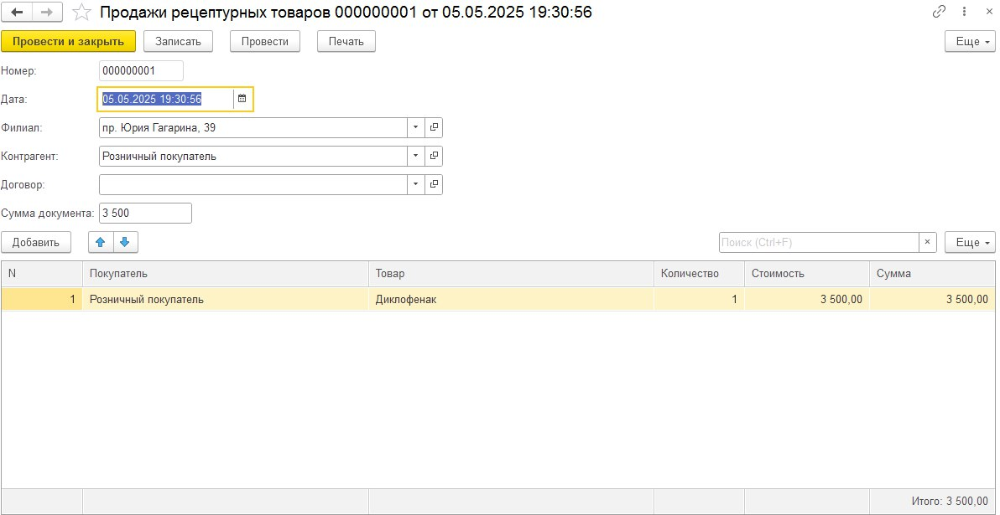 Продажи рецептурных товаров 000000001 от 05.05.2025 19:30:56
Провести и закрыть Записать Провести Печать Еще
Номер: 000000001
Дата: 05.05.2025 19:30:56
Филиал: пр. Юрия Гагарина, 39
Контрагент: Розничный покупатель
Договор:
Сумма документа: 3 500
Добавить Поиск (Ctrl+F) × Еще
N Покупатель Товар Количество Стоимость Сумма
1 Розничный покупатель Диклофенак 1 3 500,00 3 500,00
Итого: 3 500,00